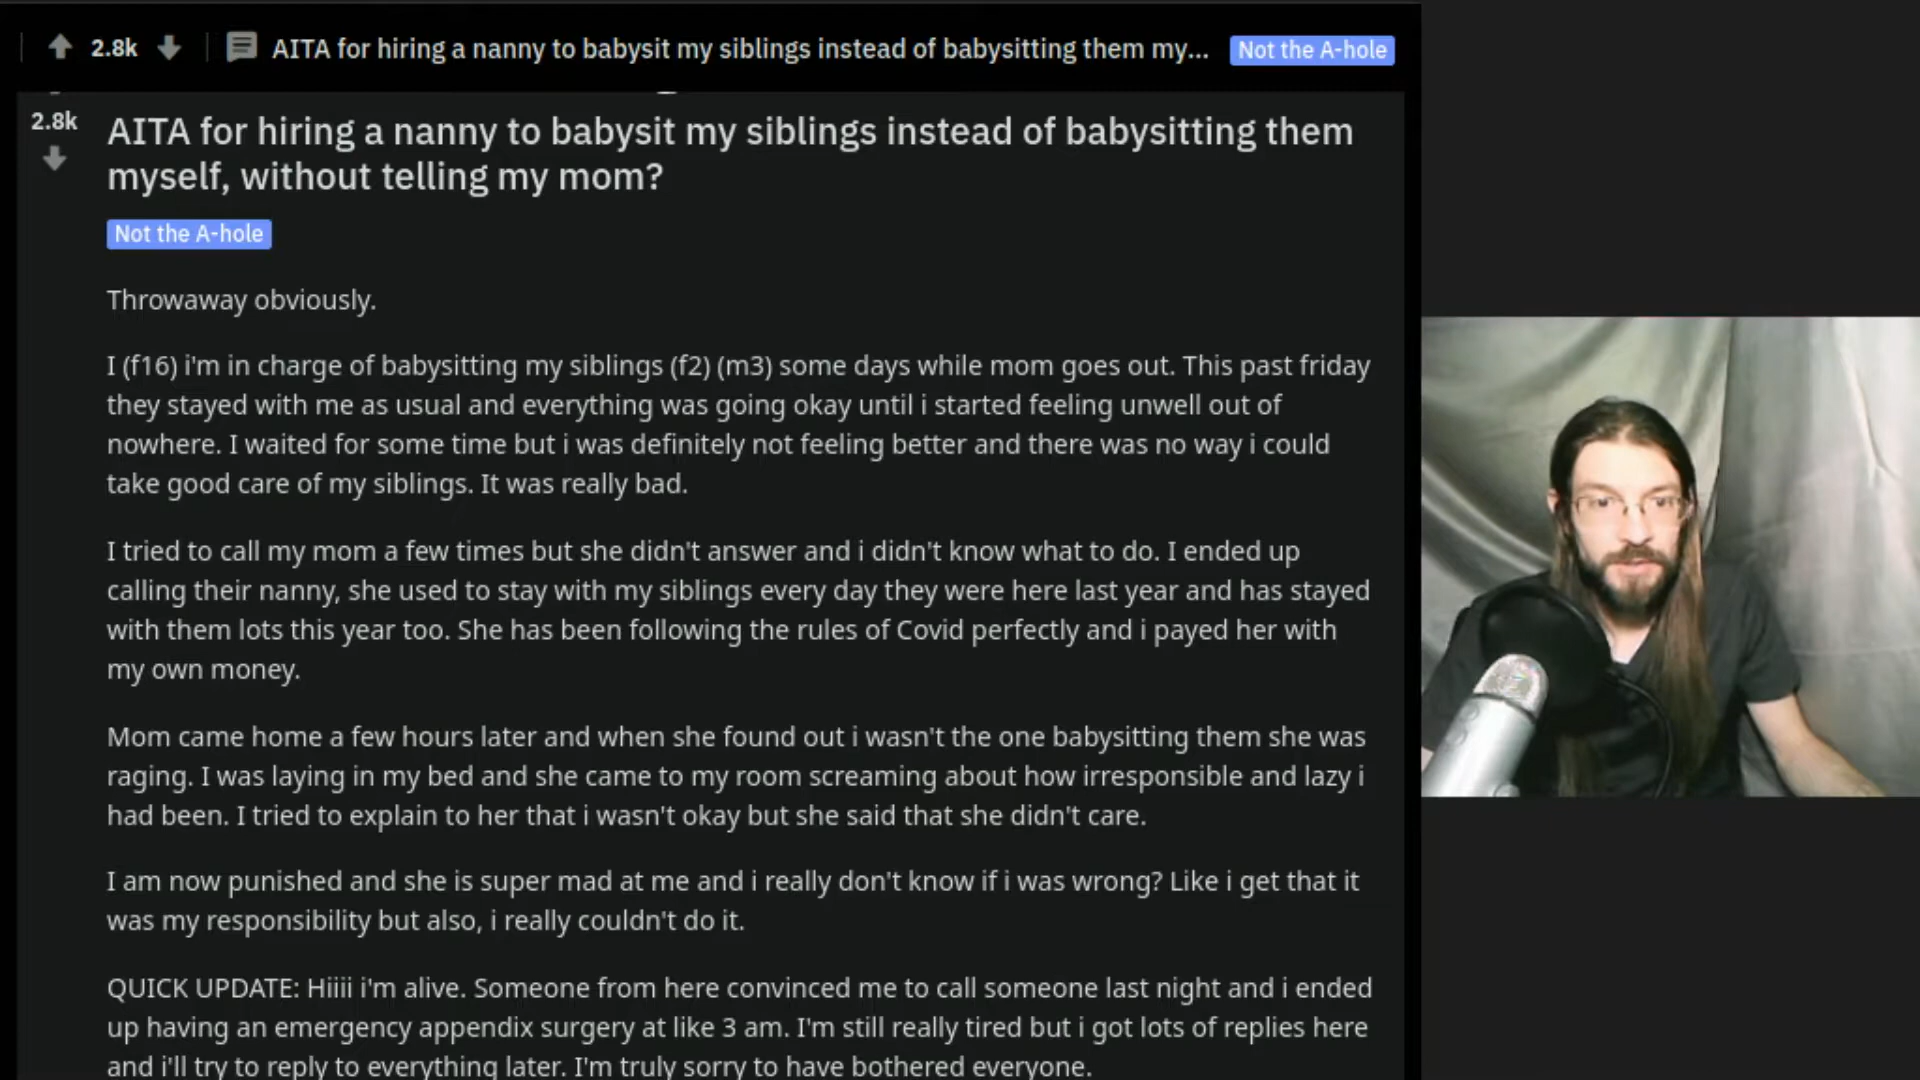 2.8k AITA for hiring a nanny to babysit my siblings instead of babysitting them my... Not the A-hole
2.8k
AITA for hiring a nanny to babysit my siblings instead of babysitting them
myself, without telling my mom?
Not the A-hole
Throwaway obviously.
I (f16) i'm in charge of babysitting my siblings (f2) (m3) some days while mom goes out. This past friday
they stayed with me as usual and everything was going okay until i started feeling unwell out of
nowhere. I waited for some time but i was definitely not feeling better and there was no way i could
take good care of my siblings. It was really bad.
I tried to call my mom a few times but she didn't answer and i didn't know what to do. I ended up
calling their nanny, she used to stay with my siblings every day they were here last year and has stayed
with them lots this year too. She has been following the rules of Covid perfectly and i payed her with
my own money.
Mom came home a few hours later and when she found out i wasn't the one babysitting them she was
raging. I was laying in my bed and she came to my room screaming about how irresponsible and lazy i
had been. I tried to explain to her that i wasn't okay but she said that she didn't care.
I am now punished and she is super mad at me and i really don't know if i was wrong? Like i get that it
was my responsibility but also, i really couldn't do it.
QUICK UPDATE: Hiiii i'm alive. Someone from here convinced me to call someone last night and i ended
up having an emergency appendix surgery at like 3 am. I'm still really tired but i got lots of replies here
and i'll try to reply to everything later. I'm truly sorry to have bothered everyone.